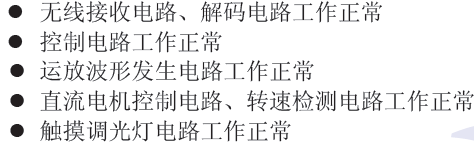 ● 无线接收电路、解码电路工作正常
● 控制电路工作正常
● 运放波形发生电路工作正常
● 直流电机控制电路、转速检测电路工作正常
● 触摸调光灯电路工作正常